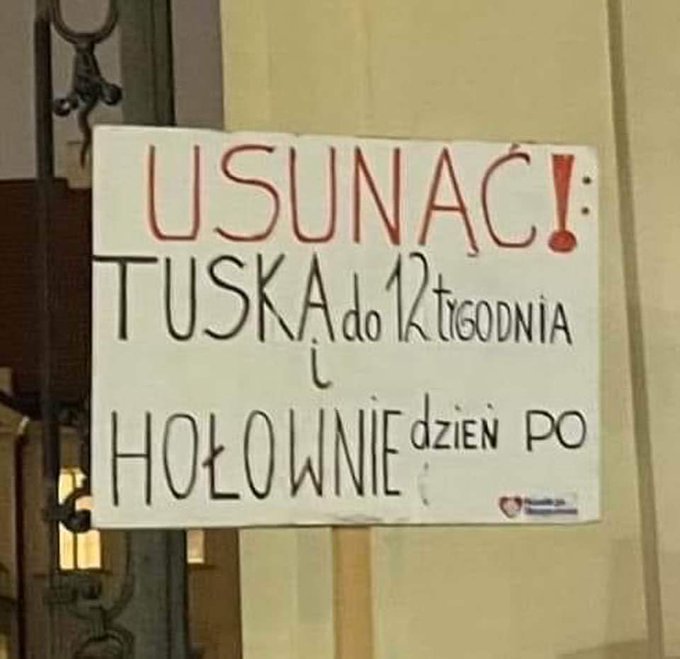 USUNĄĆ!:
TUSKA do 12 tYGODNIA
i
HOŁOWNIE dzień PO